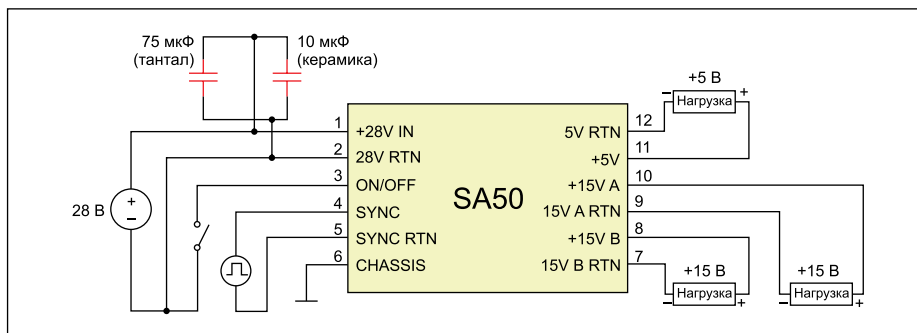 75 мкФ
(тантал)
10 мкФ
(керамика)
28 В
+
−
1 +28V IN
2 28V RTN
3 ON/OFF
4 SYNC
5 SYNC RTN
6 CHASSIS
SA50
5V RTN 12
+5V 11
+15V A 10
15V A RTN 9
+15V B 8
15V B RTN 7
+5 В
− Нагрузка +
+15 В
− Нагрузка +
+15 В
− Нагрузка +